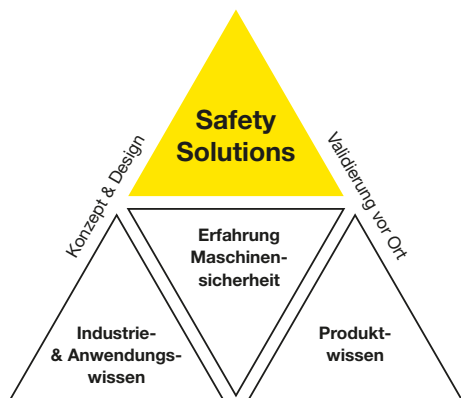 Safety
Solutions
Konzept & Design
Validierung vor Ort
Erfahrung
Maschinen-
sicherheit
Industrie-
& Anwendungs-
wissen
Produkt-
wissen